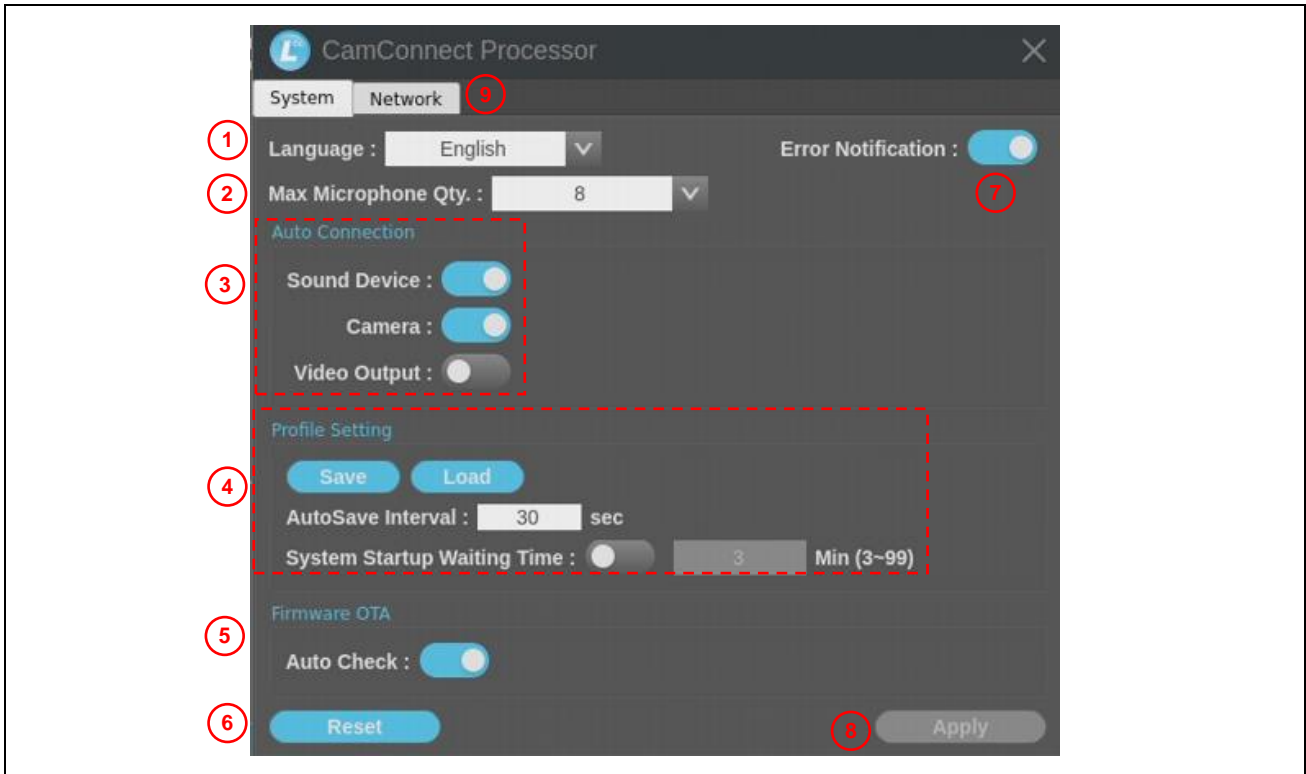 CamConnect Processor
System Network 9
1 Language : English Error Notification :
2 Max Microphone Qty. : 8 7
Auto Connection
3 Sound Device :
Camera :
Video Output :
Profile Setting
4 Save Load
AutoSave Interval : 30 sec
System Startup Waiting Time : 3 Min (3~99)
Firmware OTA
5 Auto Check :
6 Reset 8 Apply